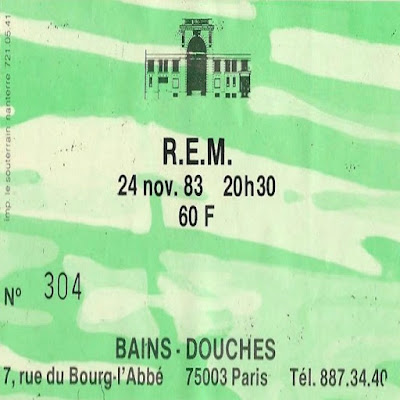 imp. le souterrain nanterre 721.05.41
R.E.M.
24 nov. 83 20h30
60 F
N° 304
BAINS - DOUCHES
7, rue du Bourg-l'Abbé 75003 Paris Tél. 887.34.40